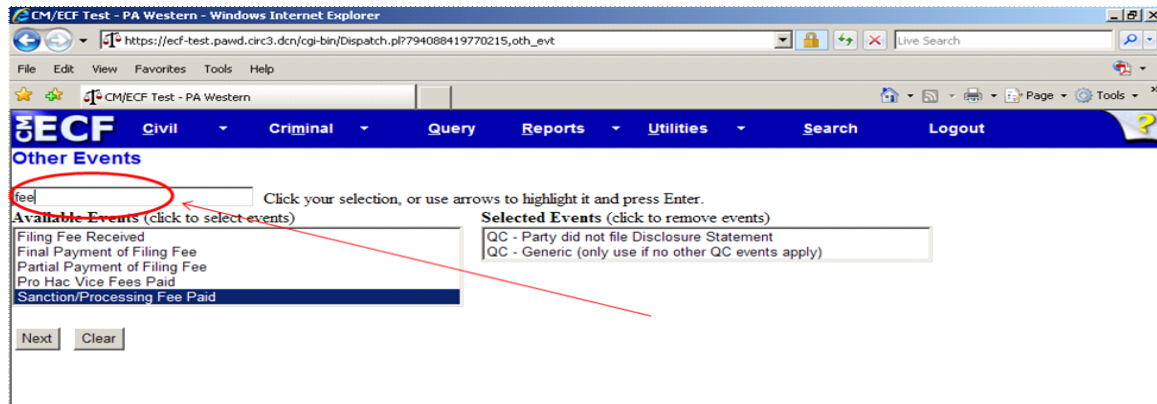 CM/ECF Test - PA Western - Windows Internet Explorer
https://ecf-test.pawd.circ3.dcn/cgi-bin/Dispatch.pl?794088419770215,oth_evt
Live Search
File Edit View Favorites Tools Help
CM/ECF Test - PA Western
Page Tools
CM ECF Civil Criminal Query Reports Utilities Search Logout ?
Other Events
fee Click your selection, or use arrows to highlight it and press Enter.
Available Events (click to select events) Selected Events (click to remove events)
Filing Fee Received QC - Party did not file Disclosure Statement
Final Payment of Filing Fee QC - Generic (only use if no other QC events apply)
Partial Payment of Filing Fee
Pro Hac Vice Fees Paid
Sanction/Processing Fee Paid
Next Clear